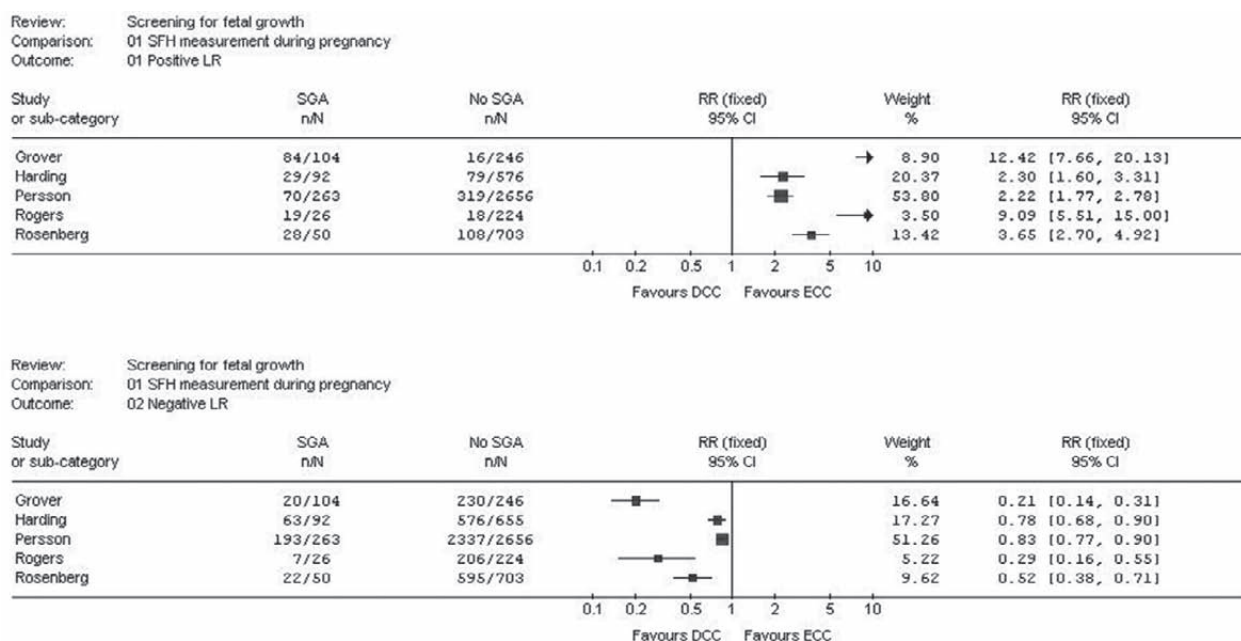 Review: Screening for fetal growth
Comparison: 01 SFH measurement during pregnancy
Outcome: 01 Positive LR
Study SGA No SGA RR (fixed) Weight RR (fixed)
or sub-category n/N n/N 95% CI % 95% CI
Grover 84/104 16/246 8.90 12.42 [7.66, 20.13]
Harding 29/92 79/576 20.37 2.30 [1.60, 3.31]
Persson 70/263 319/2656 53.80 2.22 [1.77, 2.78]
Rogers 19/26 18/224 3.50 9.09 [5.51, 15.00]
Rosenberg 28/50 108/703 13.42 3.65 [2.70, 4.92]
0.1 0.2 0.5 1 2 5 10
Favours DCC Favours ECC
Review: Screening for fetal growth
Comparison: 01 SFH measurement during pregnancy
Outcome: 02 Negative LR
Study SGA No SGA RR (fixed) Weight RR (fixed)
or sub-category n/N n/N 95% CI % 95% CI
Grover 20/104 230/246 16.64 0.21 [0.14, 0.31]
Harding 63/92 576/655 17.27 0.78 [0.68, 0.90]
Persson 193/263 2337/2656 51.26 0.83 [0.77, 0.90]
Rogers 7/26 206/224 5.22 0.29 [0.16, 0.55]
Rosenberg 22/50 595/703 9.62 0.52 [0.38, 0.71]
0.1 0.2 0.5 1 2 5 10
Favours DCC Favours ECC